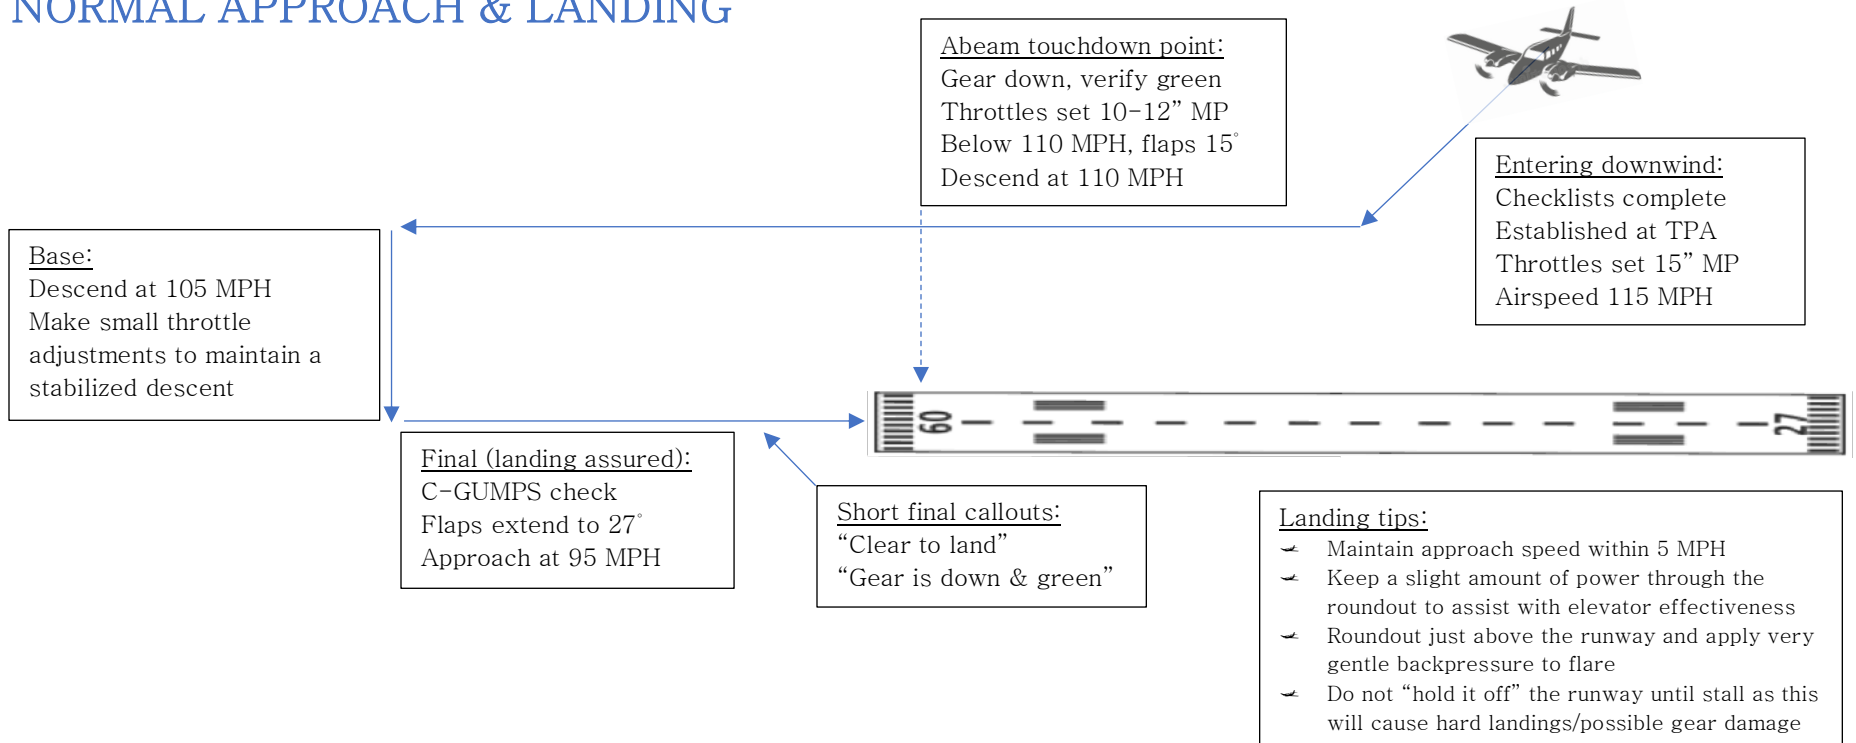 NORMAL APPROACH & LANDING
Abeam touchdown point:
Gear down, verify green
Throttles set 10-12” MP
Below 110 MPH, flaps 15°
Descend at 110 MPH
Entering downwind:
Checklists complete
Established at TPA
Throttles set 15” MP
Airspeed 115 MPH
Base:
Descend at 105 MPH
Make small throttle
adjustments to maintain a
stabilized descent
09
27
Final (landing assured):
C-GUMPS check
Flaps extend to 27°
Approach at 95 MPH
Short final callouts:
“Clear to land”
“Gear is down & green”
Landing tips:
Maintain approach speed within 5 MPH
Keep a slight amount of power through the
roundout to assist with elevator effectiveness
Roundout just above the runway and apply very
gentle backpressure to flare
Do not “hold it off” the runway until stall as this
will cause hard landings/possible gear damage